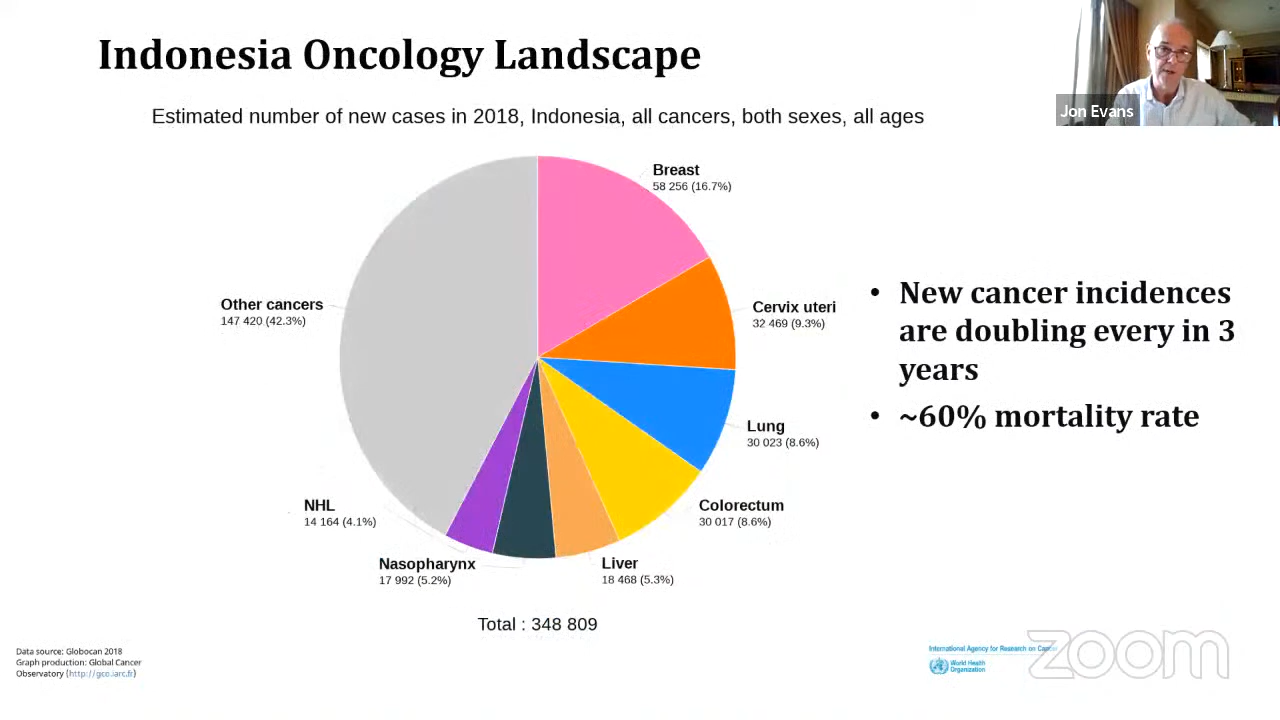 Indonesia Oncology Landscape
Jon Evans
Estimated number of new cases in 2018, Indonesia, all cancers, both sexes, all ages
Breast
58 256 (16.7%)
Other cancers
147 420 (42.3%)
Cervix uteri
32 469 (9.3%)
Lung
30 023 (8.6%)
Colorectum
30 017 (8.6%)
NHL
14 164 (4.1%)
Nasopharynx
17 992 (5.2%)
Liver
18 468 (5.3%)
Total : 348 809
• New cancer incidences
are doubling every in 3
years
• ~60% mortality rate
Data source: Globocan 2018
Graph production: Global Cancer
Observatory (http://gco.iarc.fr)
International Agency for Research on Cancer
World Health
Organization
zoom